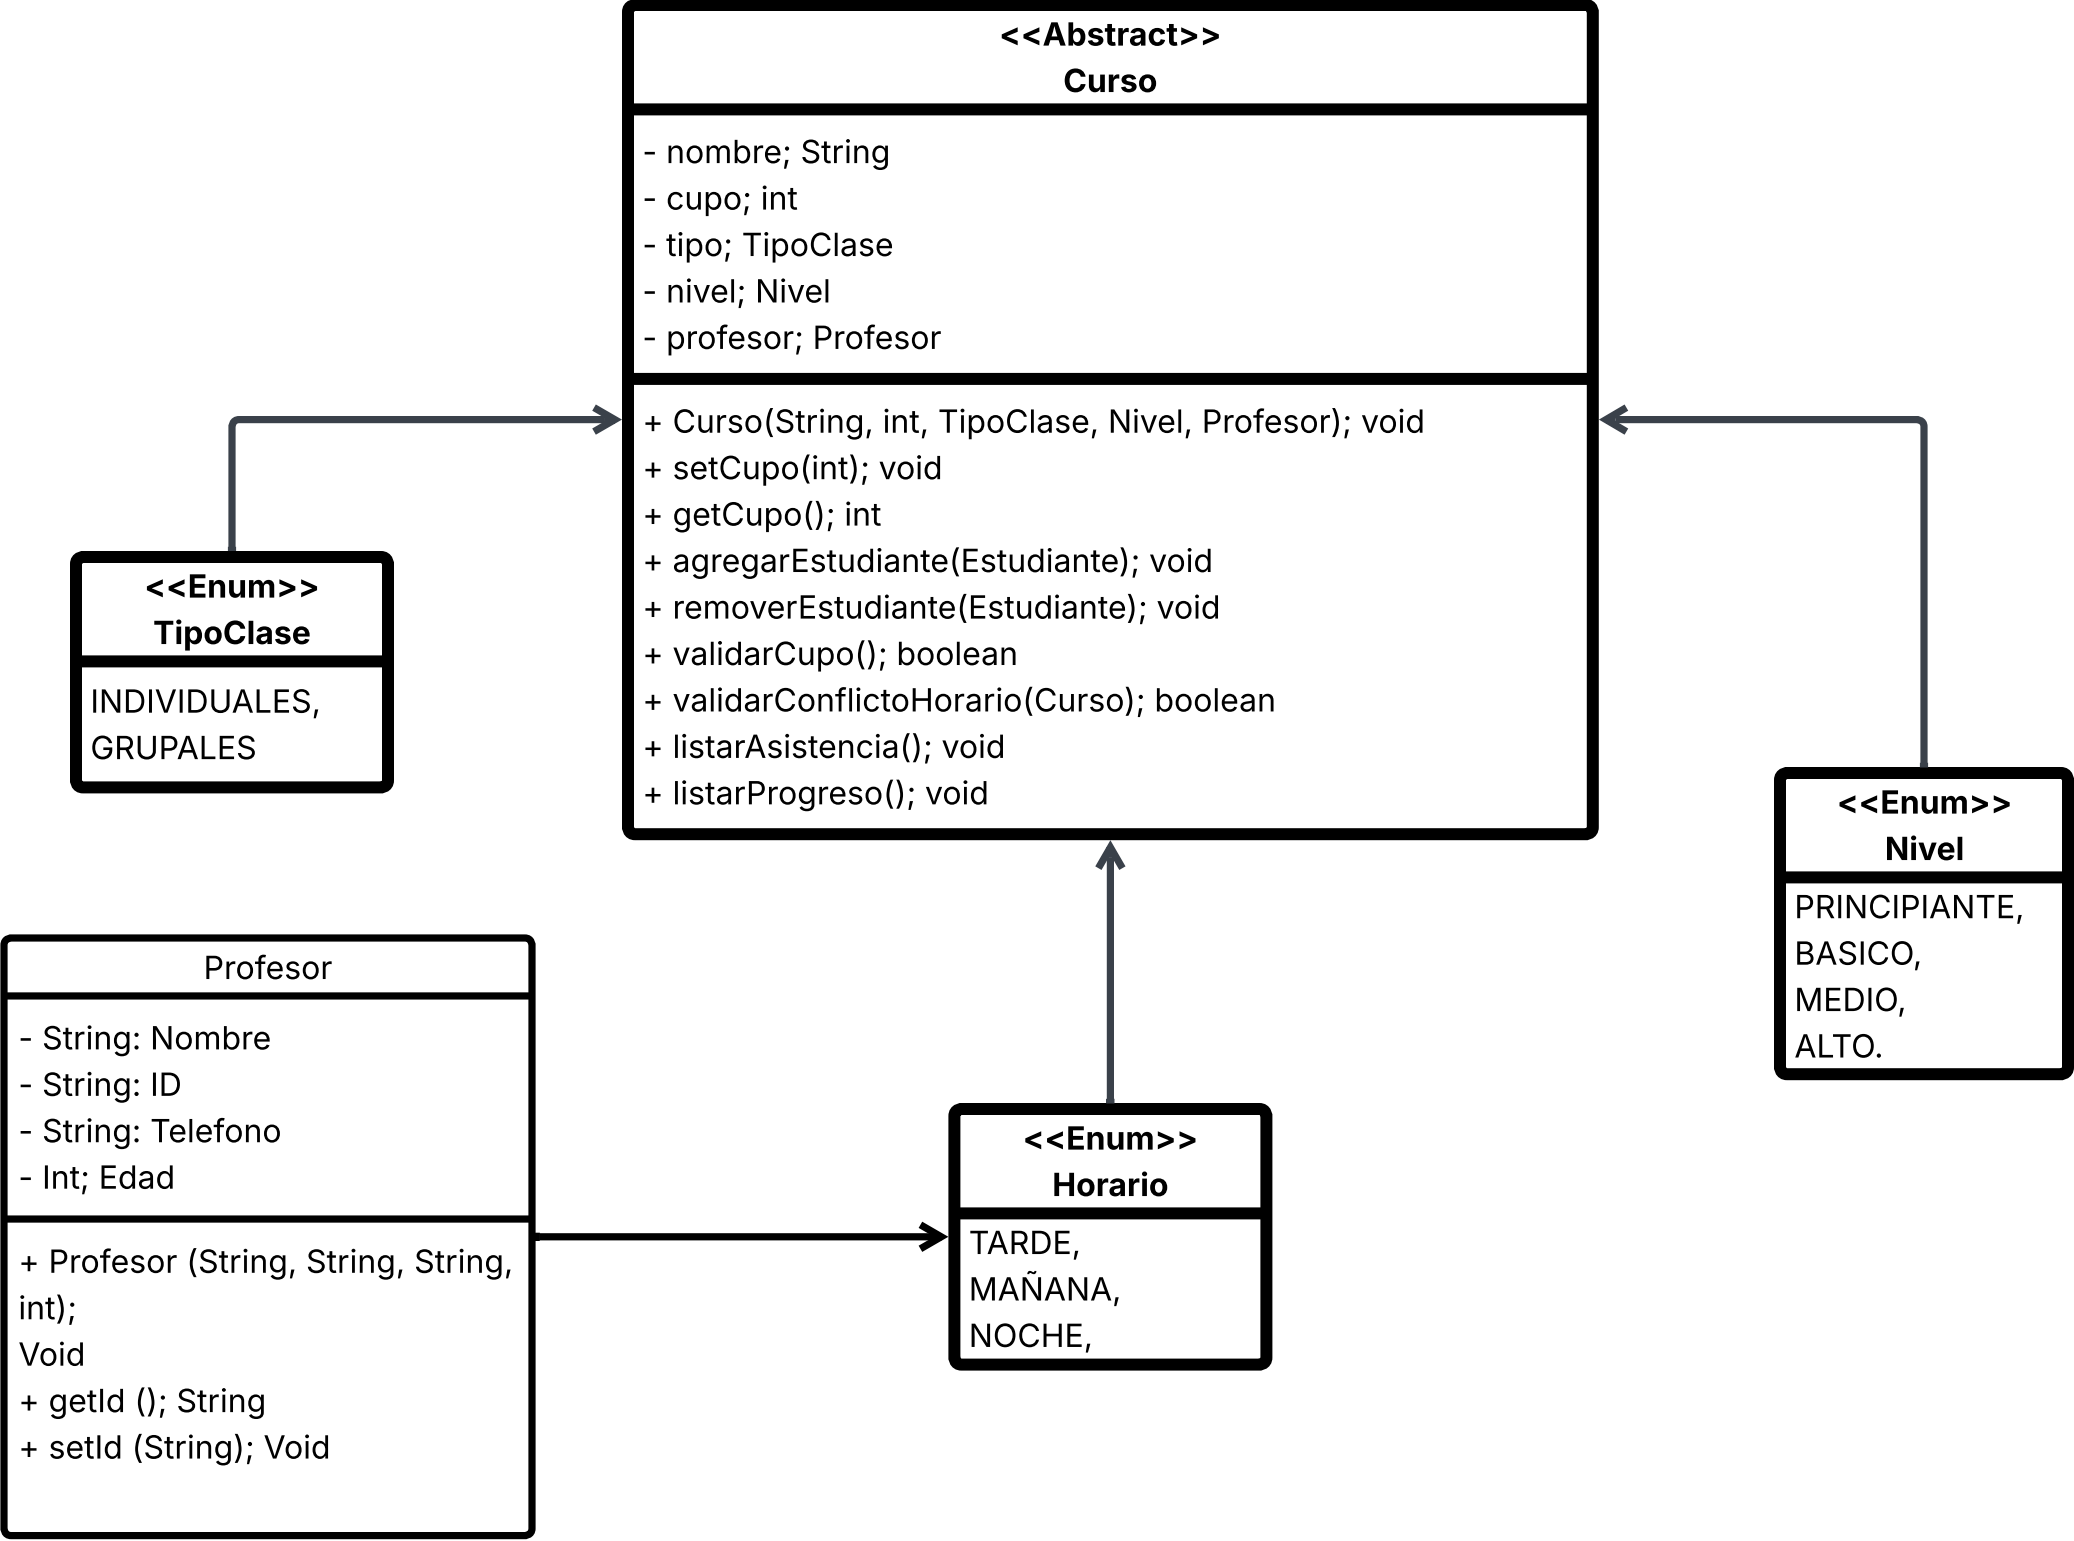 <<Abstract>>
Curso
- nombre; String
- cupo; int
- tipo; TipoClase
- nivel; Nivel
- profesor; Profesor
+ Curso(String, int, TipoClase, Nivel, Profesor); void
+ setCupo(int); void
+ getCupo(); int
+ agregarEstudiante(Estudiante); void
+ removerEstudiante(Estudiante); void
+ validarCupo(); boolean
+ validarConflictoHorario(Curso); boolean
+ listarAsistencia(); void
+ listarProgreso(); void
<<Enum>>
TipoClase
INDIVIDUALES,
GRUPALES
<<Enum>>
Nivel
PRINCIPIANTE,
BASICO,
MEDIO,
ALTO.
Profesor
- String: Nombre
- String: ID
- String: Telefono
- Int; Edad
+ Profesor (String, String, String,
int);
Void
+ getId (); String
+ setId (String); Void
<<Enum>>
Horario
TARDE,
MAÑANA,
NOCHE,